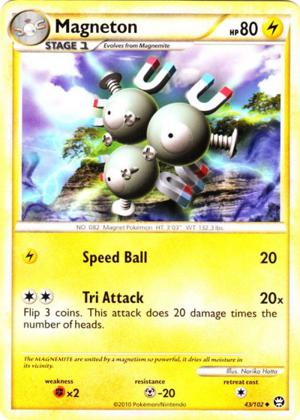 Magneton
HP 80
STAGE 1
Evolves from Magnemite
NO. 082 Magnet Pokémon HT. 3'03" WT. 132.3 lbs.
Speed Ball 20
Tri Attack 20x
Flip 3 coins. This attack does 20 damage times the
number of heads.
The MAGNEMITE are united by a magnetism so powerful, it dries all moisture in
its vicinity.
Illus. Noriko Hotta
weakness resistance retreat cost
×2 -20
©2010 Pokémon/Nintendo 43/102